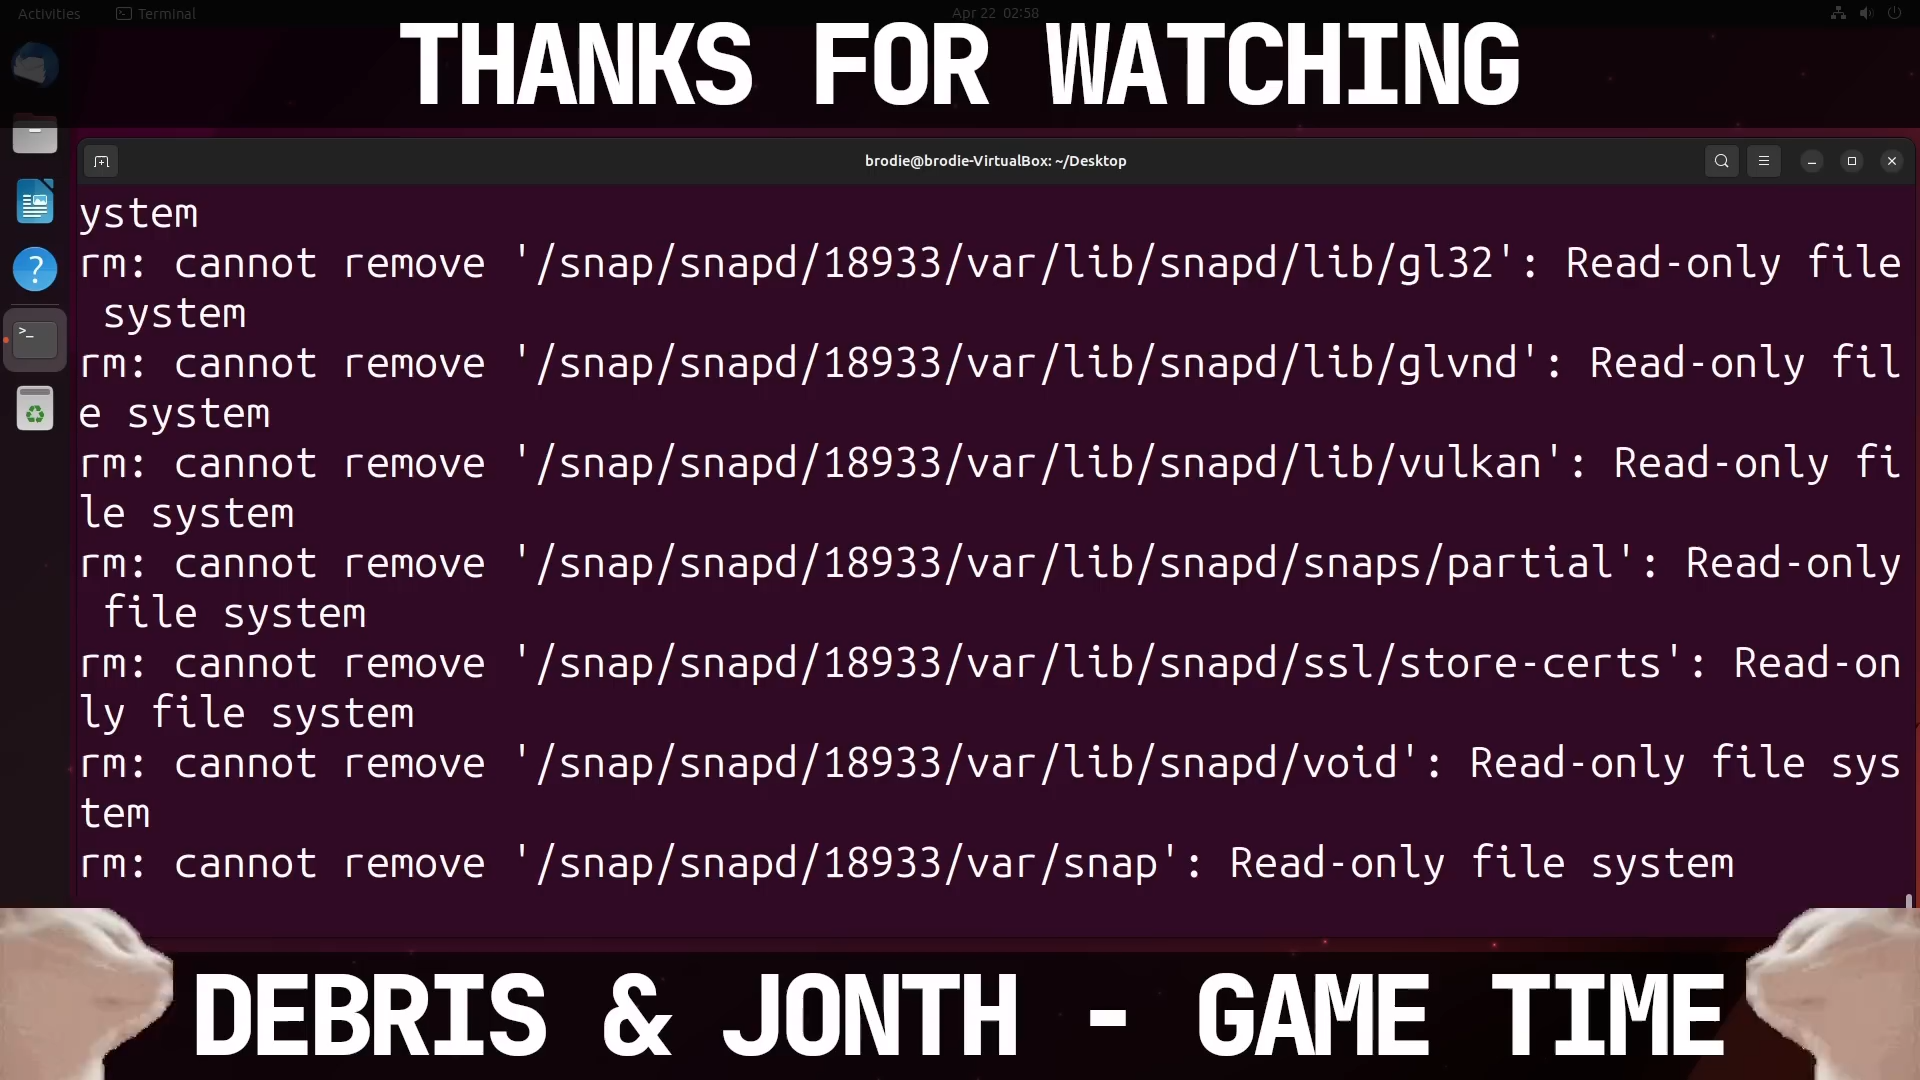 Activities Terminal Apr 22 02:58
THANKS FOR WATCHING
brodie@brodie-VirtualBox: ~/Desktop
ystem
rm: cannot remove '/snap/snapd/18933/var/lib/snapd/lib/gl32': Read-only file
 system
rm: cannot remove '/snap/snapd/18933/var/lib/snapd/lib/glvnd': Read-only fil
e system
rm: cannot remove '/snap/snapd/18933/var/lib/snapd/lib/vulkan': Read-only fi
le system
rm: cannot remove '/snap/snapd/18933/var/lib/snapd/snaps/partial': Read-only
 file system
rm: cannot remove '/snap/snapd/18933/var/lib/snapd/ssl/store-certs': Read-on
ly file system
rm: cannot remove '/snap/snapd/18933/var/lib/snapd/void': Read-only file sys
tem
rm: cannot remove '/snap/snapd/18933/var/snap': Read-only file system
DEBRIS & JONTH - GAME TIME